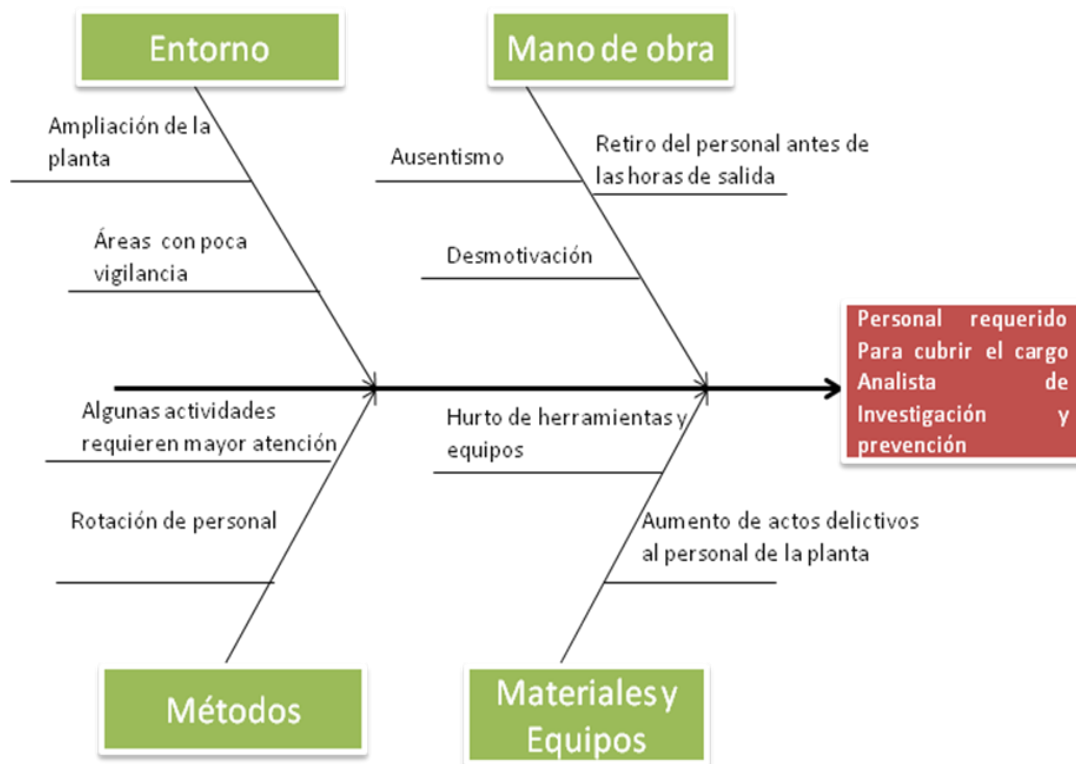 Entorno
Mano de obra
Ampliación de la
planta
Ausentismo
Retiro del personal antes de
las horas de salida
Áreas con poca
vigilancia
Desmotivación
Personal requerido
Para cubrir el cargo
Analista de
Investigación y
prevención
Algunas actividades
requieren mayor atención
Hurto de herramientas y
equipos
Rotación de personal
Aumento de actos delictivos
al personal de la planta
Métodos
Materiales y
Equipos